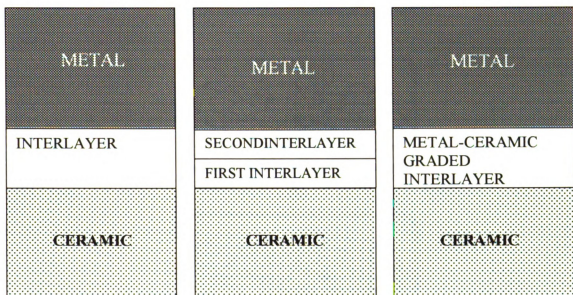 METAL
INTERLAYER
CERAMIC
METAL
SECONDINTERLAYER
FIRST INTERLAYER
CERAMIC
METAL
METAL-CERAMIC
GRADED
INTERLAYER
CERAMIC